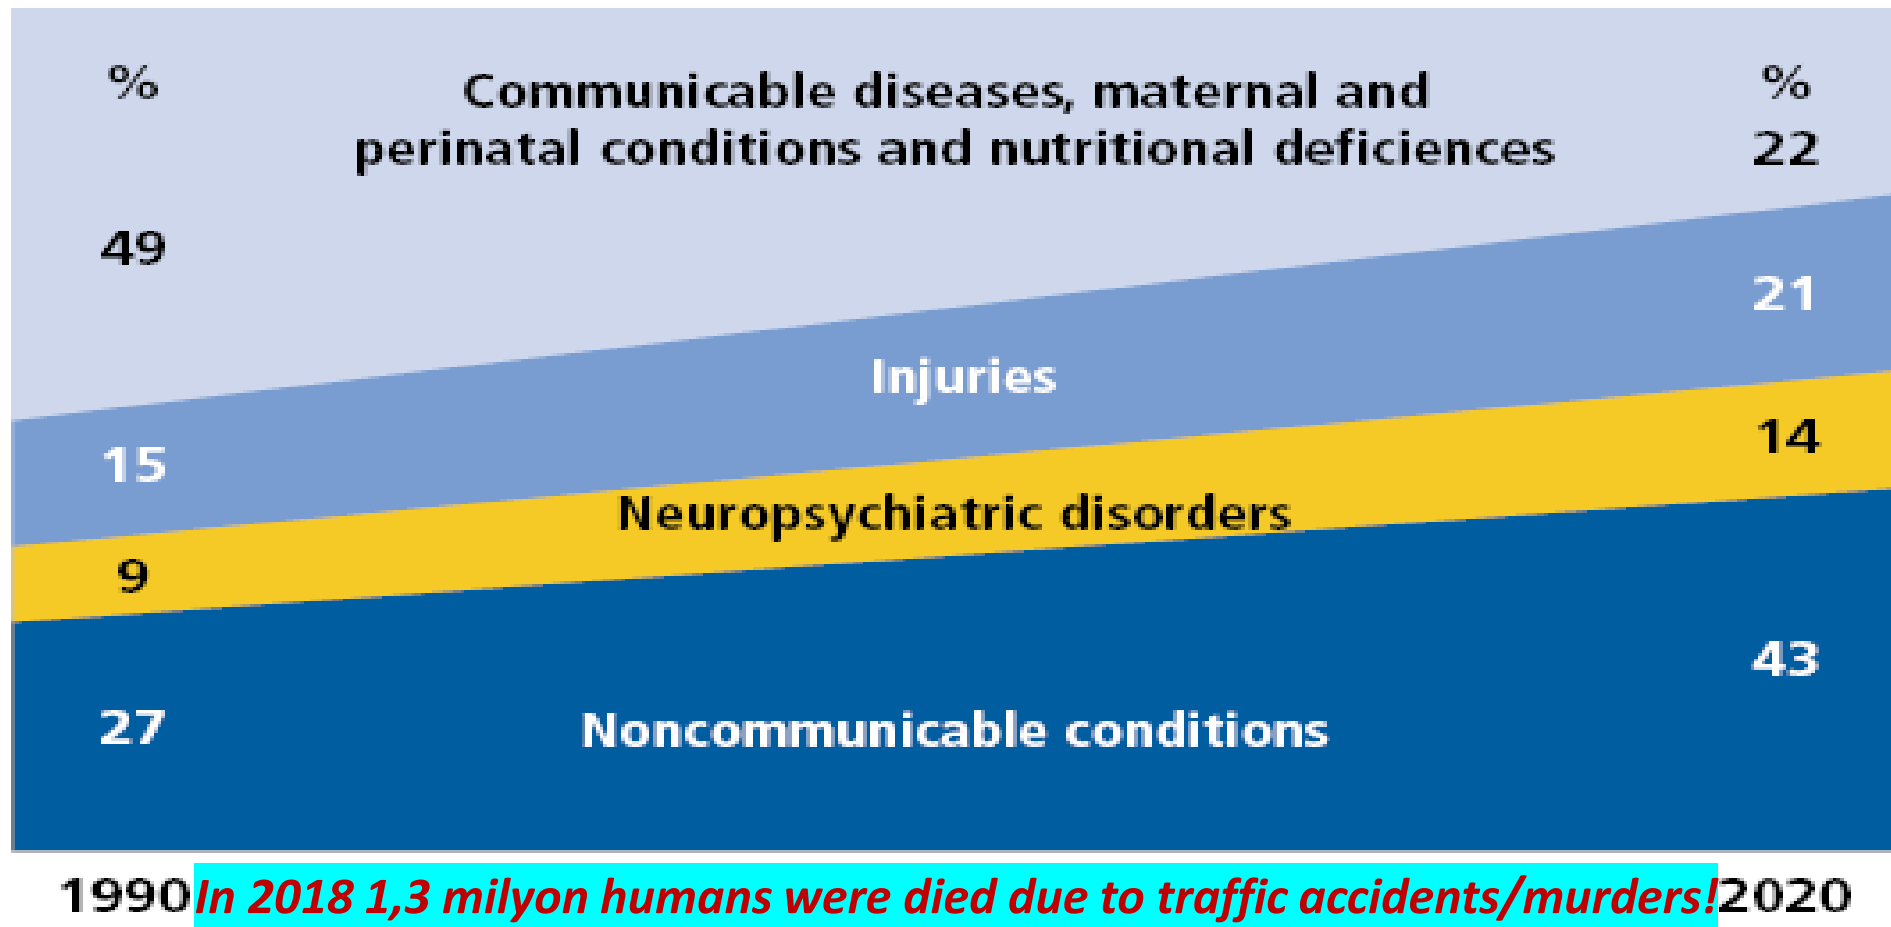 % Communicable diseases, maternal and %
perinatal conditions and nutritional deficiences 22
49
21
Injuries
15
14
Neuropsychiatric disorders
9
43
27 Noncommunicable conditions
1990 In 2018 1,3 milyon humans were died due to traffic accidents/murders! 2020